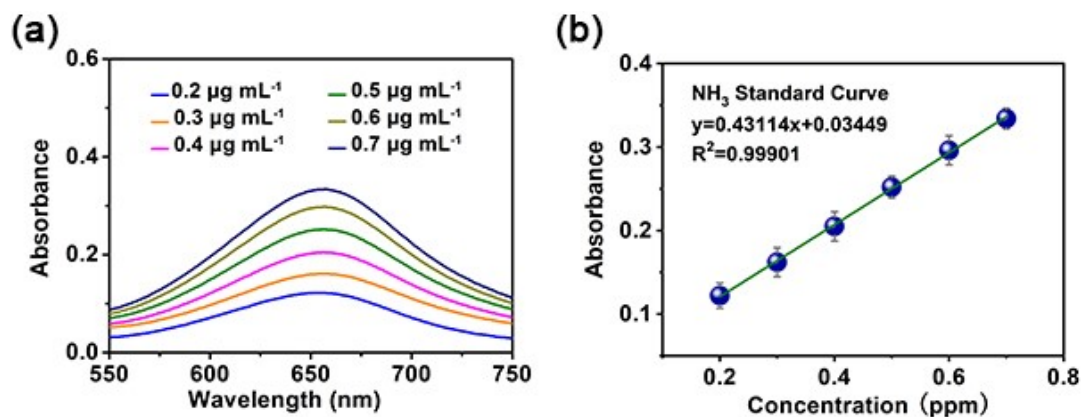 (a)
Absorbance
0.6
0.4
0.2
0.0
0.2 µg mL⁻¹
0.3 µg mL⁻¹
0.4 µg mL⁻¹
0.5 µg mL⁻¹
0.6 µg mL⁻¹
0.7 µg mL⁻¹
550 600 650 700 750
Wavelength (nm)
(b)
Absorbance
0.4
0.3
0.2
0.1
NH₃ Standard Curve
y=0.43114x+0.03449
R²=0.99901
0.2 0.4 0.6 0.8
Concentration (ppm)